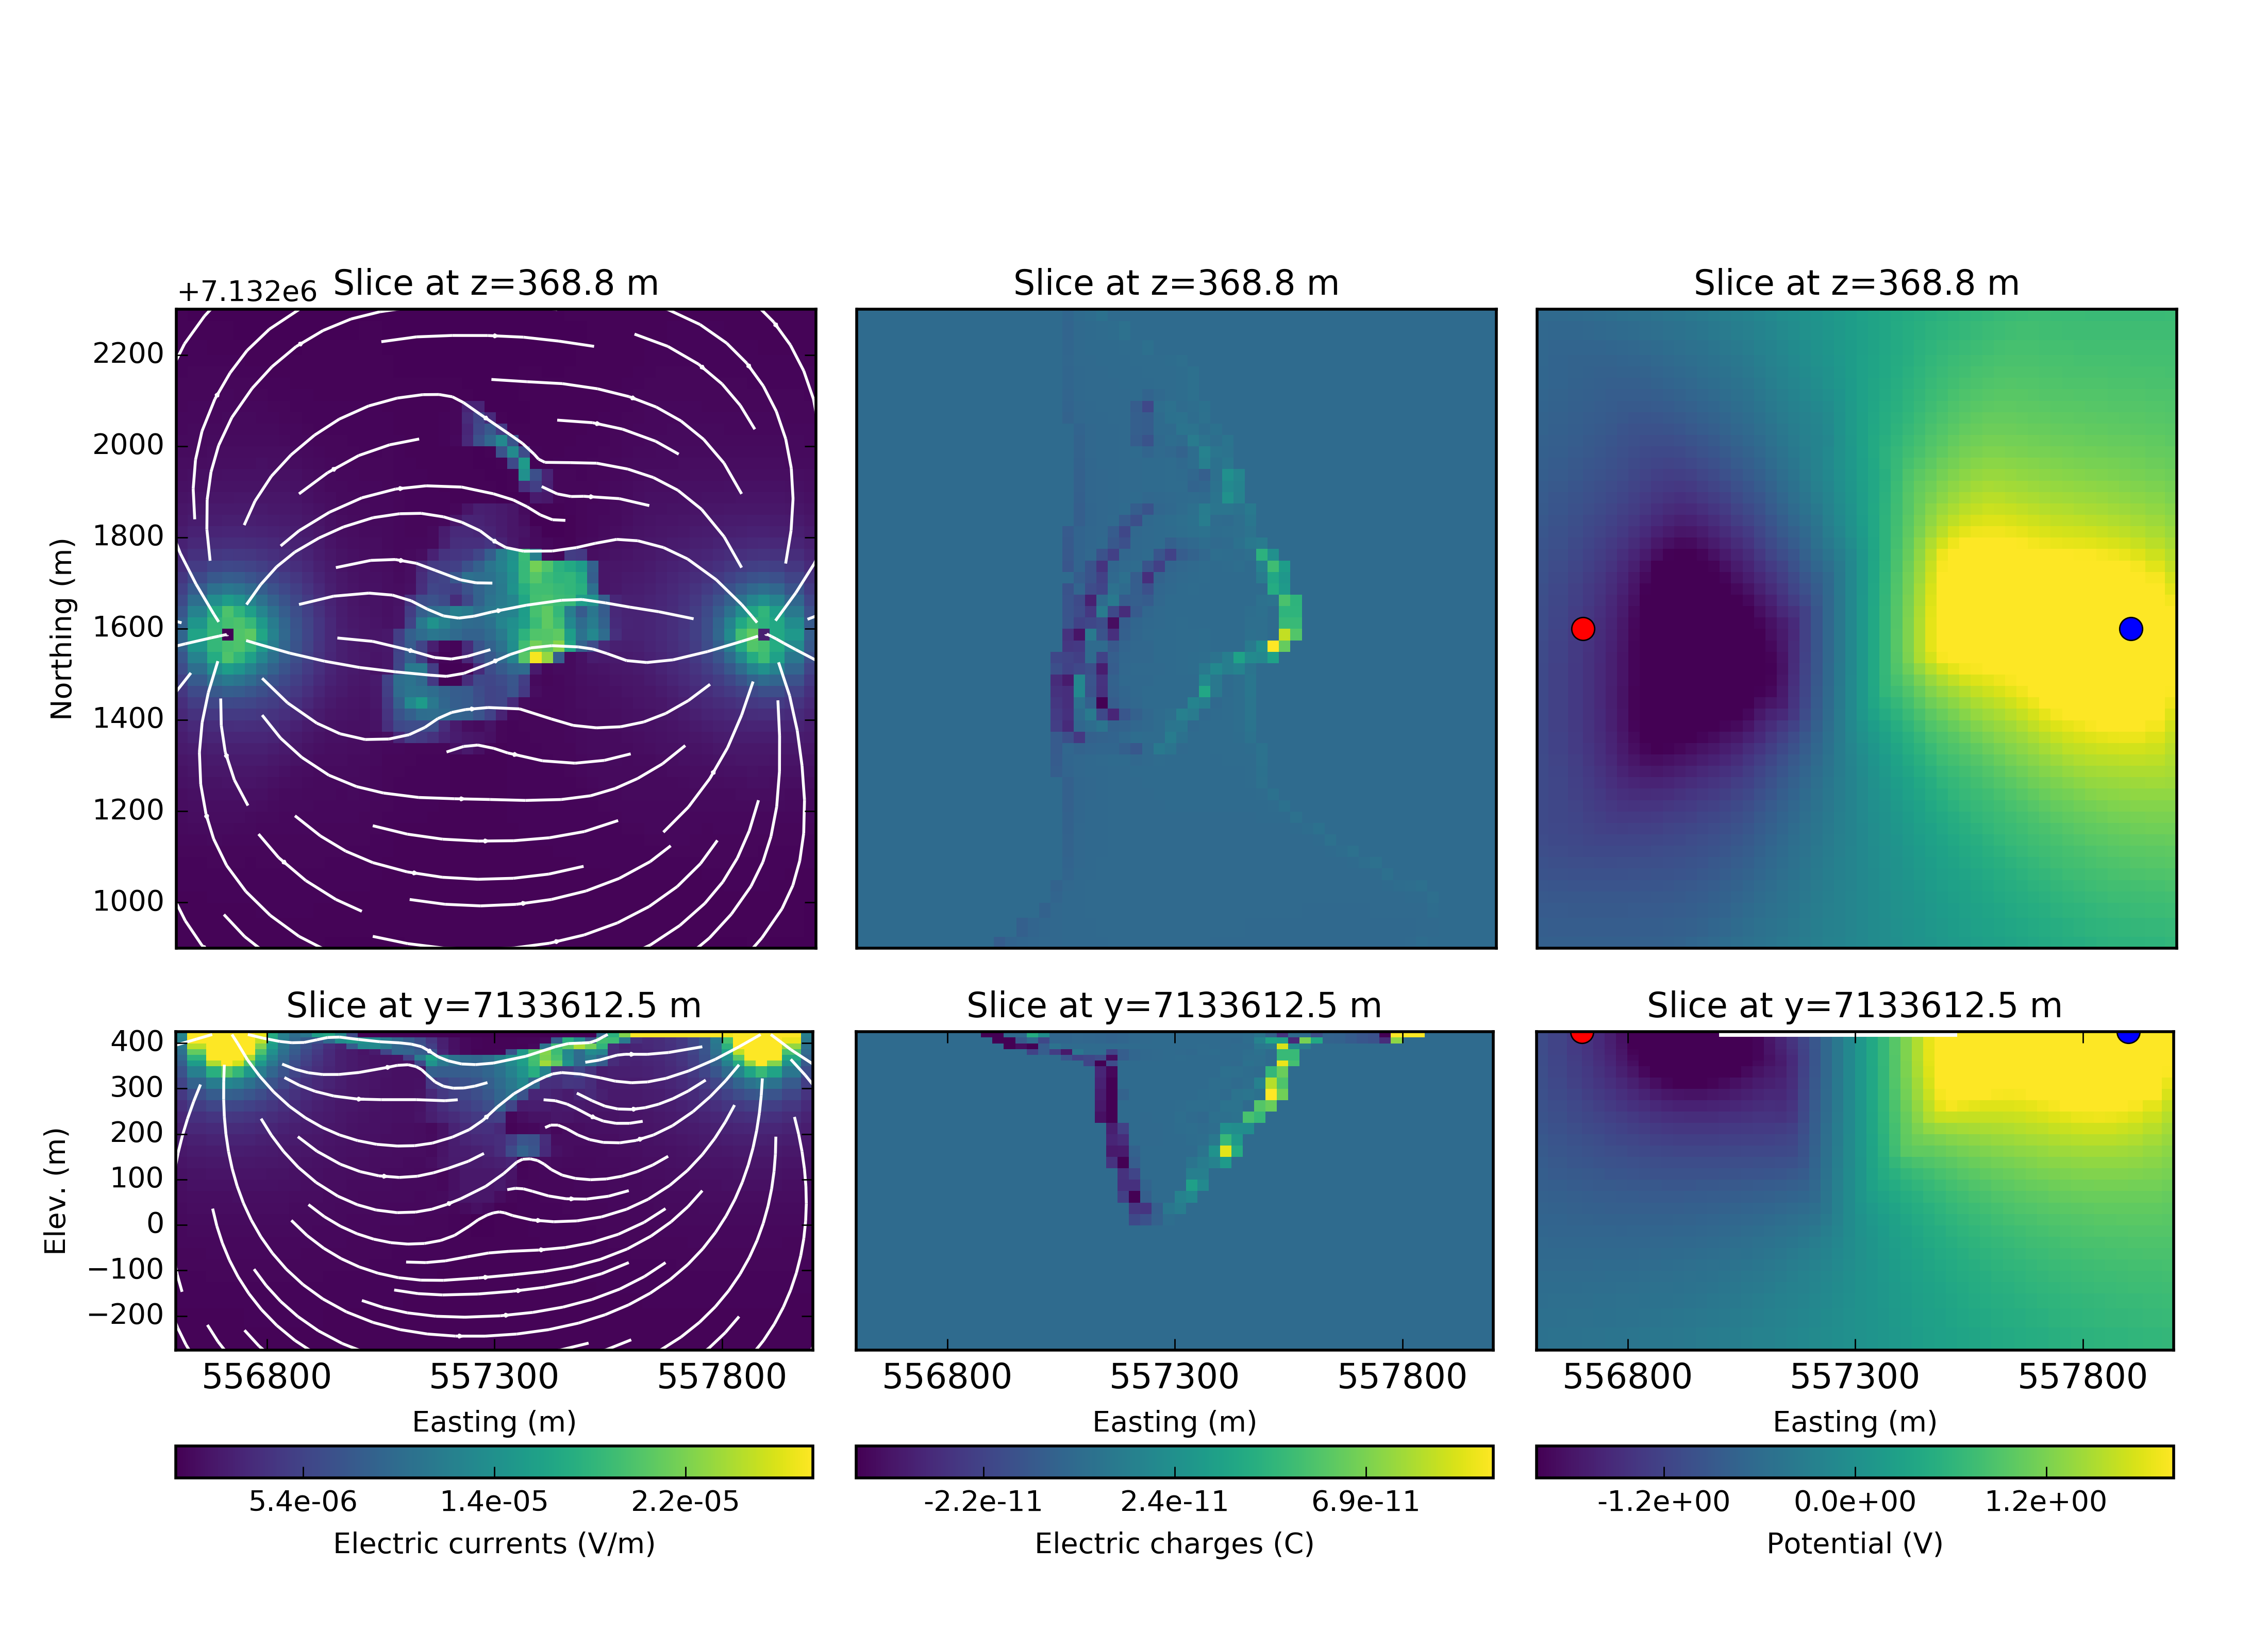 +7.132e6
Slice at z=368.8 m
Slice at z=368.8 m
Slice at z=368.8 m
Northing (m)
2200
2000
1800
1600
1400
1200
1000
Slice at y=7133612.5 m
Slice at y=7133612.5 m
Slice at y=7133612.5 m
Elev. (m)
400
300
200
100
0
−100
−200
556800 557300 557800
556800 557300 557800
556800 557300 557800
Easting (m)
Easting (m)
Easting (m)
5.4e-06 1.4e-05 2.2e-05
-2.2e-11 2.4e-11 6.9e-11
-1.2e+00 0.0e+00 1.2e+00
Electric currents (V/m)
Electric charges (C)
Potential (V)